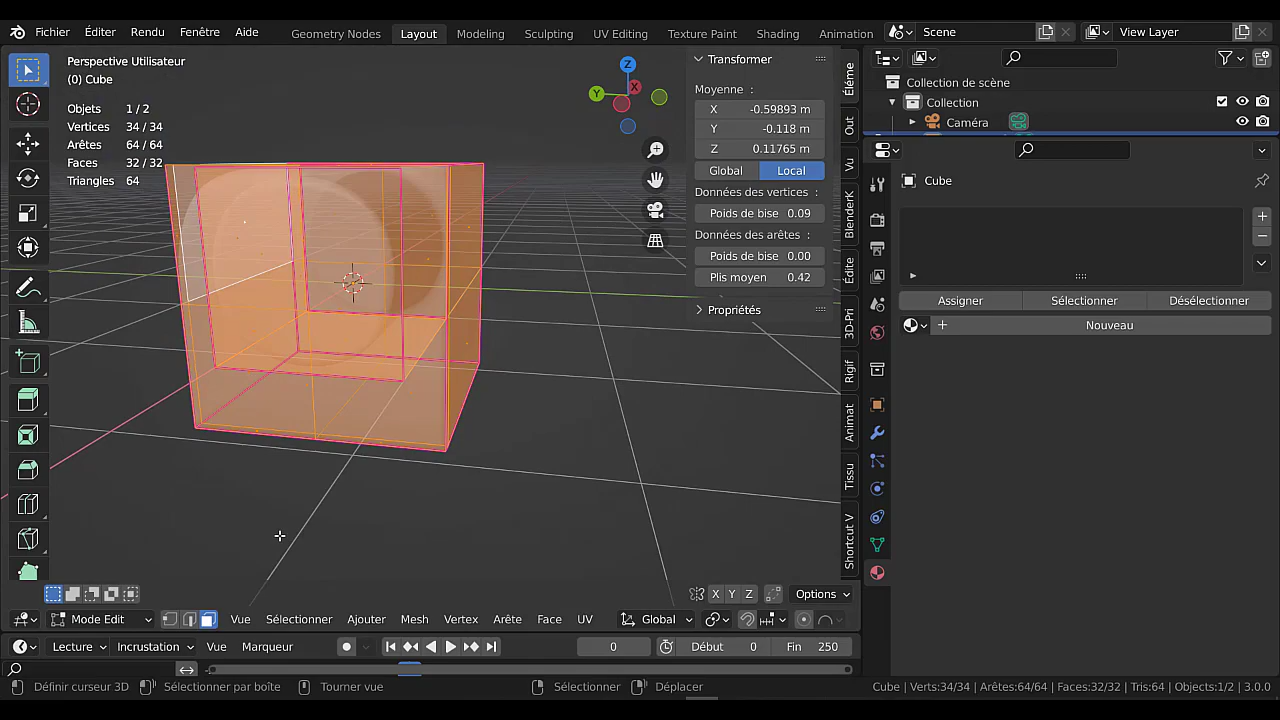 Fichier Éditer Rendu Fenêtre Aide Geometry Nodes Layout Modeling Sculpting UV Editing Texture Paint Shading Animation Scene View Layer
Perspective Utilisateur
(0) Cube
Objets 1 / 2
Vertices 34 / 34
Arêtes 64 / 64
Faces 32 / 32
Triangles 64
Z
Y
X
Transformer
Moyenne :
X -0.59893 m
Y -0.118 m
Z 0.11765 m
Global Local
Données des vertices :
Poids de bise 0.09
Données des arêtes :
Poids de bise 0.00
Plis moyen 0.42
Propriétés
Éléme
Out
Vu
BlenderK
Édite
3D-Pri
Rigif
Animat
Tissu
Shortcut V
Collection de scène
Collection
Caméra
Cube
Assigner Sélectionner Désélectionner
Nouveau
X Y Z Options
Mode Edit Vue Sélectionner Ajouter Mesh Vertex Arête Face UV Global
Lecture Incrustation Vue Marqueur 0 Début 0 Fin 250
Définir curseur 3D Sélectionner par boîte Tourner vue Sélectionner Déplacer Cube | Verts:34/34 | Arêtes:64/64 | Faces:32/32 | Tris:64 | Objects:1/2 | 3.0.0